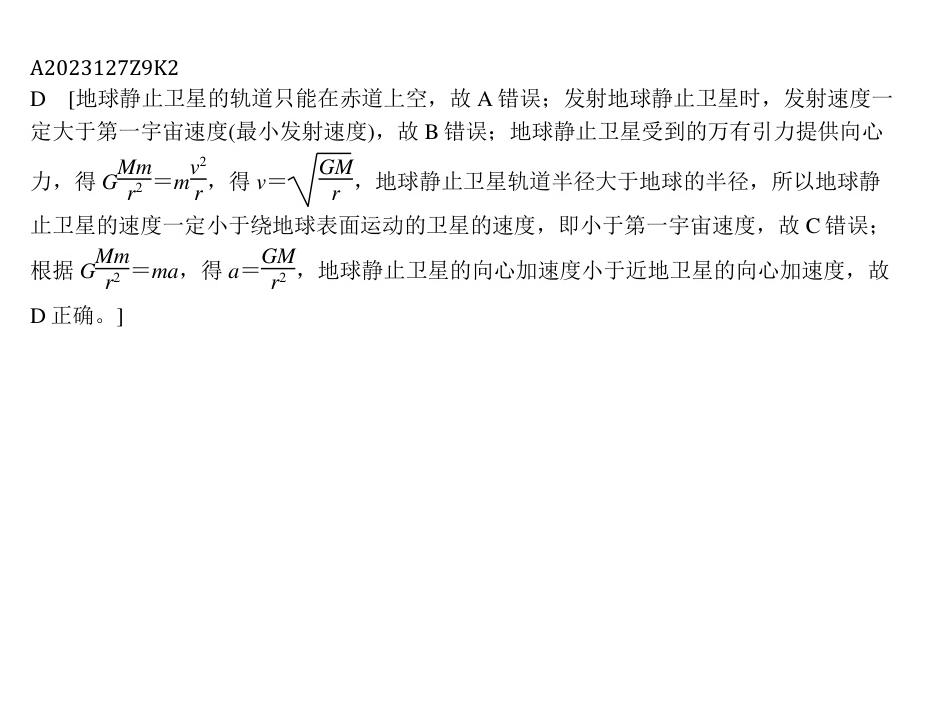 A2023127Z9K2
D [地球静止卫星的轨道只能在赤道上空，故 A 错误；发射地球静止卫星时，发射速度一
定大于第一宇宙速度(最小发射速度)，故 B 错误；地球静止卫星受到的万有引力提供向心
力，得 G\frac{Mm}{r^2}=m\frac{v^2}{r}，得 v=\sqrt{\frac{GM}{r}}，地球静止卫星轨道半径大于地球的半径，所以地球静
止卫星的速度一定小于绕地球表面运动的卫星的速度，即小于第一宇宙速度，故 C 错误；
根据 G\frac{Mm}{r^2}=ma，得 a=\frac{GM}{r^2}，地球静止卫星的向心加速度小于近地卫星的向心加速度，故
D 正确。]